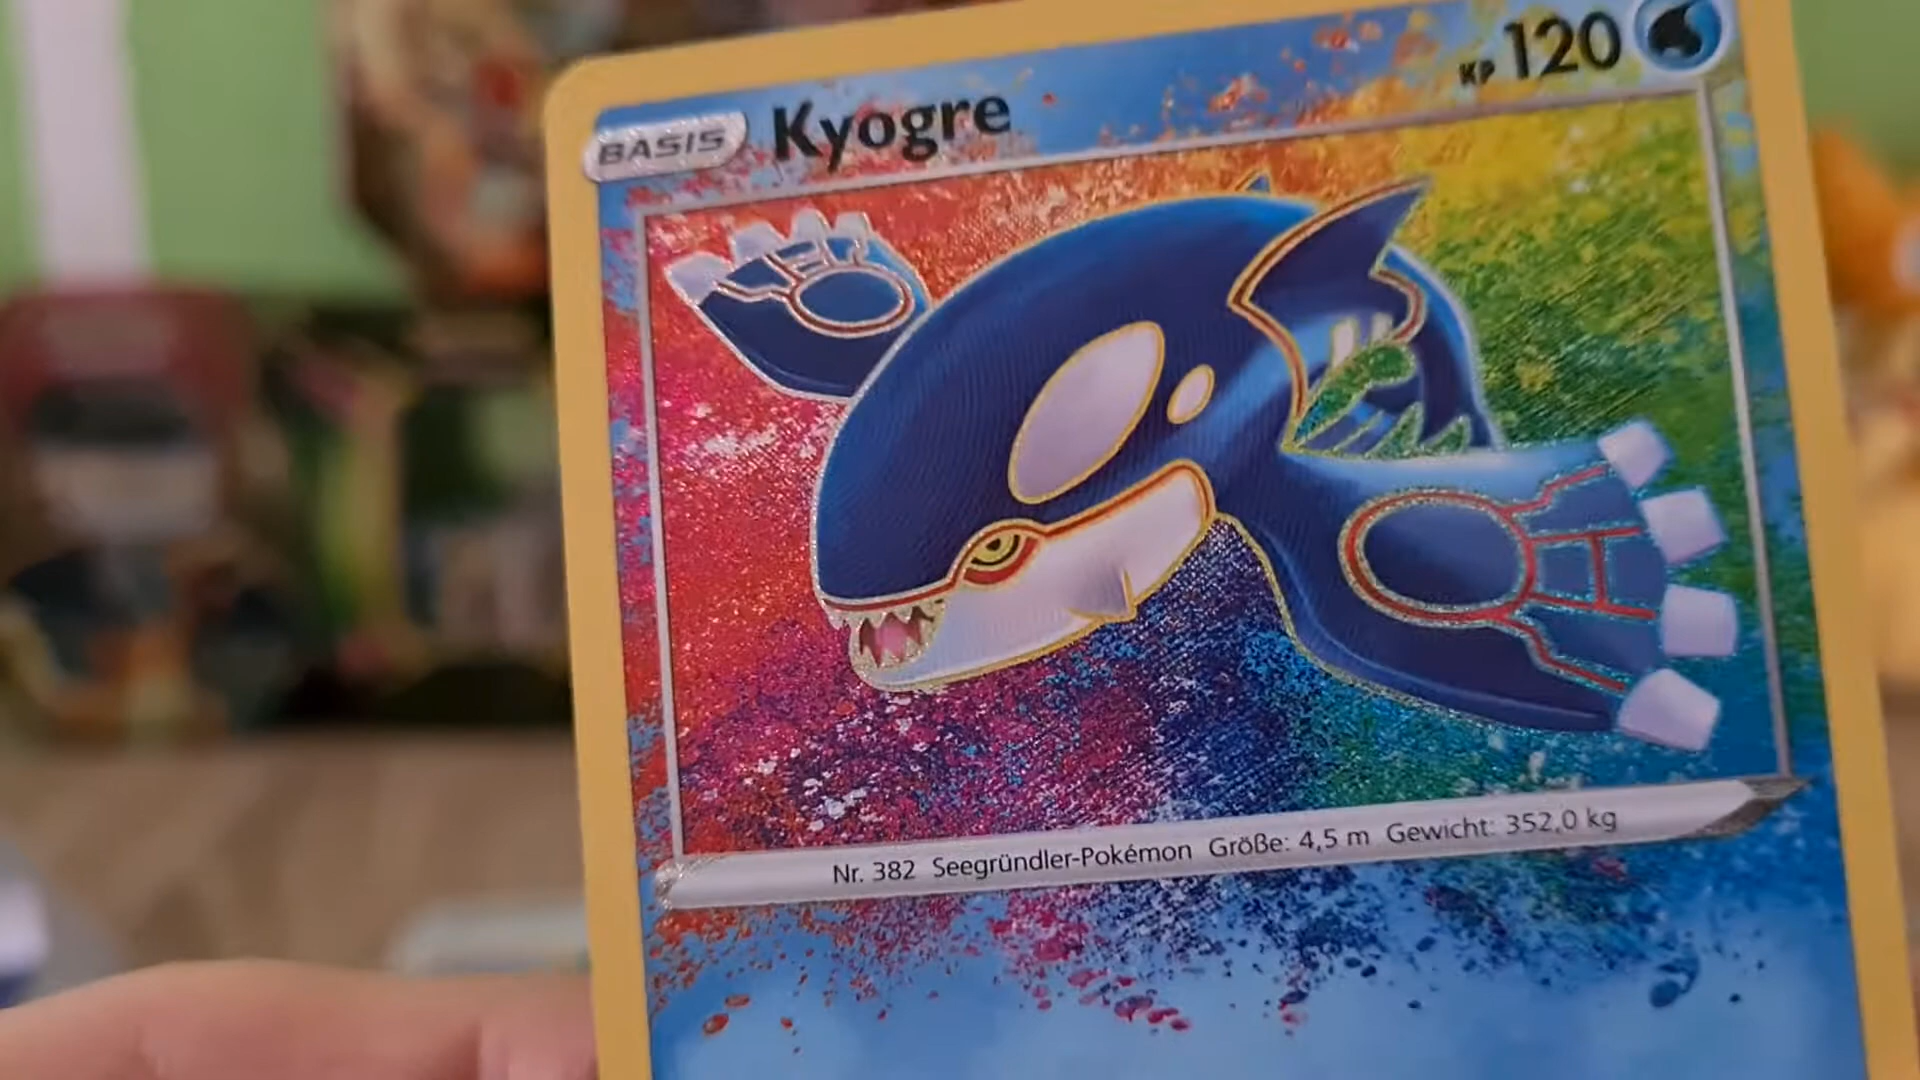 BASIS Kyogre KP 120
Nr. 382 Seegründler-Pokémon Größe: 4,5 m Gewicht: 352,0 kg